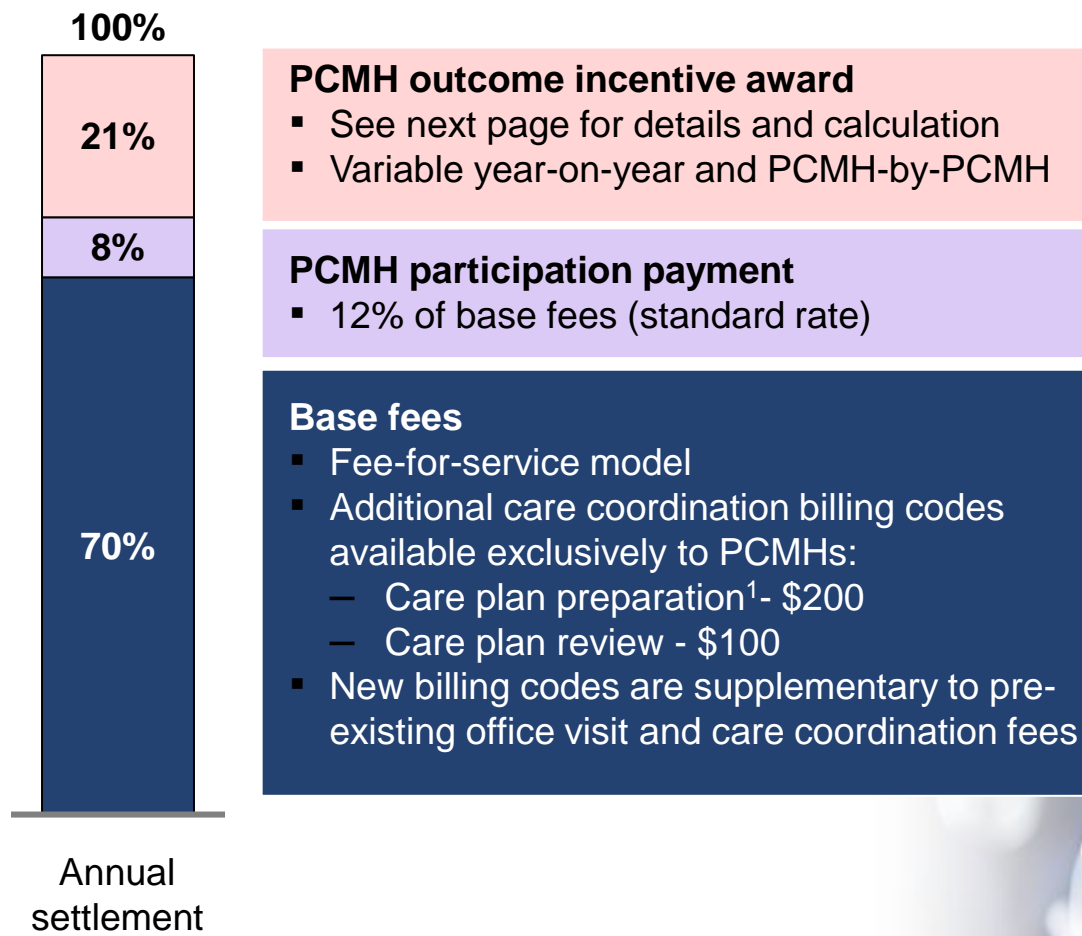 100%
21%
8%
70%
Annual
settlement
PCMH outcome incentive award
▪ See next page for details and calculation
▪ Variable year-on-year and PCMH-by-PCMH
PCMH participation payment
▪ 12% of base fees (standard rate)
Base fees
▪ Fee-for-service model
▪ Additional care coordination billing codes
available exclusively to PCMHs:
– Care plan preparation¹- $200
– Care plan review - $100
▪ New billing codes are supplementary to pre-
existing office visit and care coordination fees